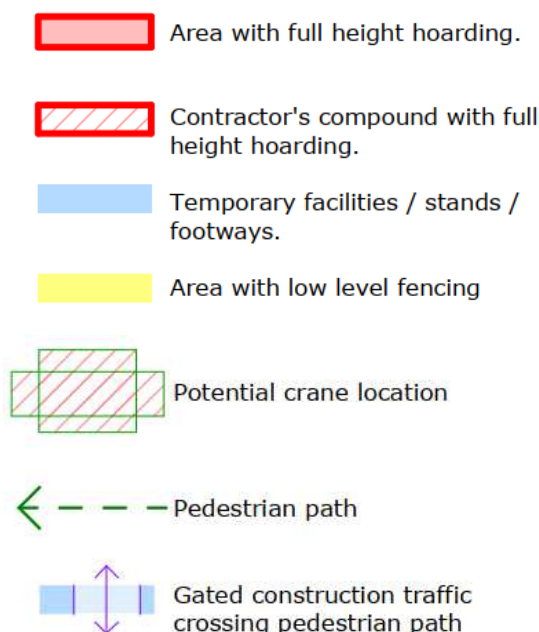 Area with full height hoarding.
Contractor's compound with full
height hoarding.
Temporary facilities / stands /
footways.
Area with low level fencing
Potential crane location
Pedestrian path
Gated construction traffic
crossing pedestrian path